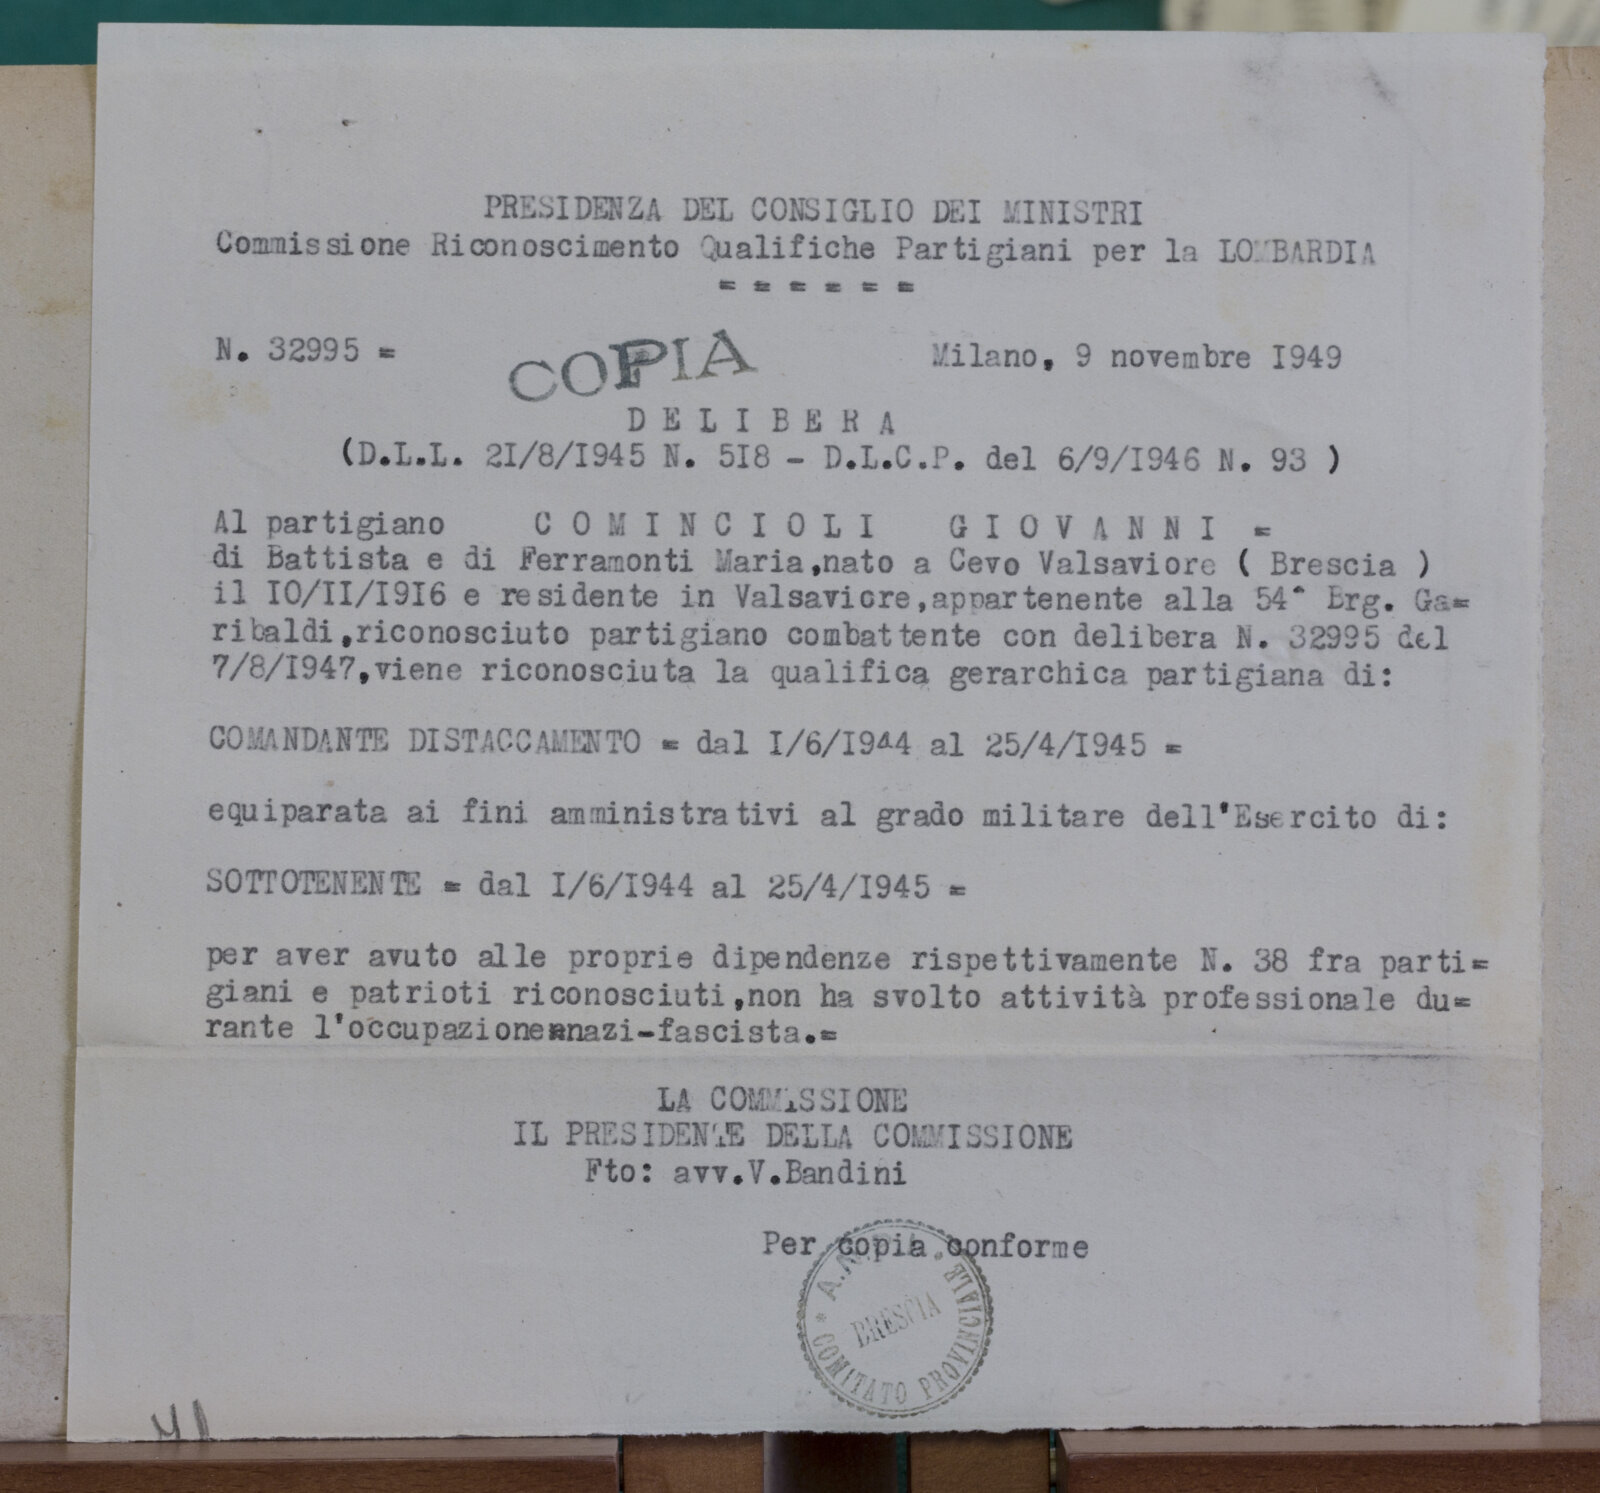 PRESIDENZA DEL CONSIGLIO DEI MINISTRI
Commissione Riconoscimento Qualifiche Partigiani per la LOMBARDIA
= = = = = =
N. 32995 =
COPIA
Milano, 9 novembre I949
D E L I B E R A
(D.L.L. 2I/8/I945 N. 5I8 - D.L.C.P. del 6/9/I946 N. 93 )
Al partigiano C O M I N C I O L I G I O V A N N I =
di Battista e di Ferramonti Maria,nato a Cevo Valsaviore ( Brescia )
il IO/II/I9I6 e residente in Valsaviore,appartenente alla 54^ Brg. Ga=
ribaldi,riconosciuto partigiano combattente con delibera N. 32995 del
7/8/I947,viene riconosciuta la qualifica gerarchica partigiana di:
COMANDANTE DISTACCAMENTO = dal I/6/I944 al 25/4/I945 =
equiparata ai fini amministrativi al grado militare dell'Esercito di:
SOTTOTENENTE = dal I/6/I944 al 25/4/I945 =
per aver avuto alle proprie dipendenze rispettivamente N. 38 fra parti=
giani e patrioti riconosciuti,non ha svolto attività professionale du=
rante l'occupazione nazi-fascista.=
LA COMMISSIONE
IL PRESIDENTE DELLA COMMISSIONE
Fto: avv.V.Bandini
Per copia conforme
COMITATO PROVINCIALE
BRESCIA